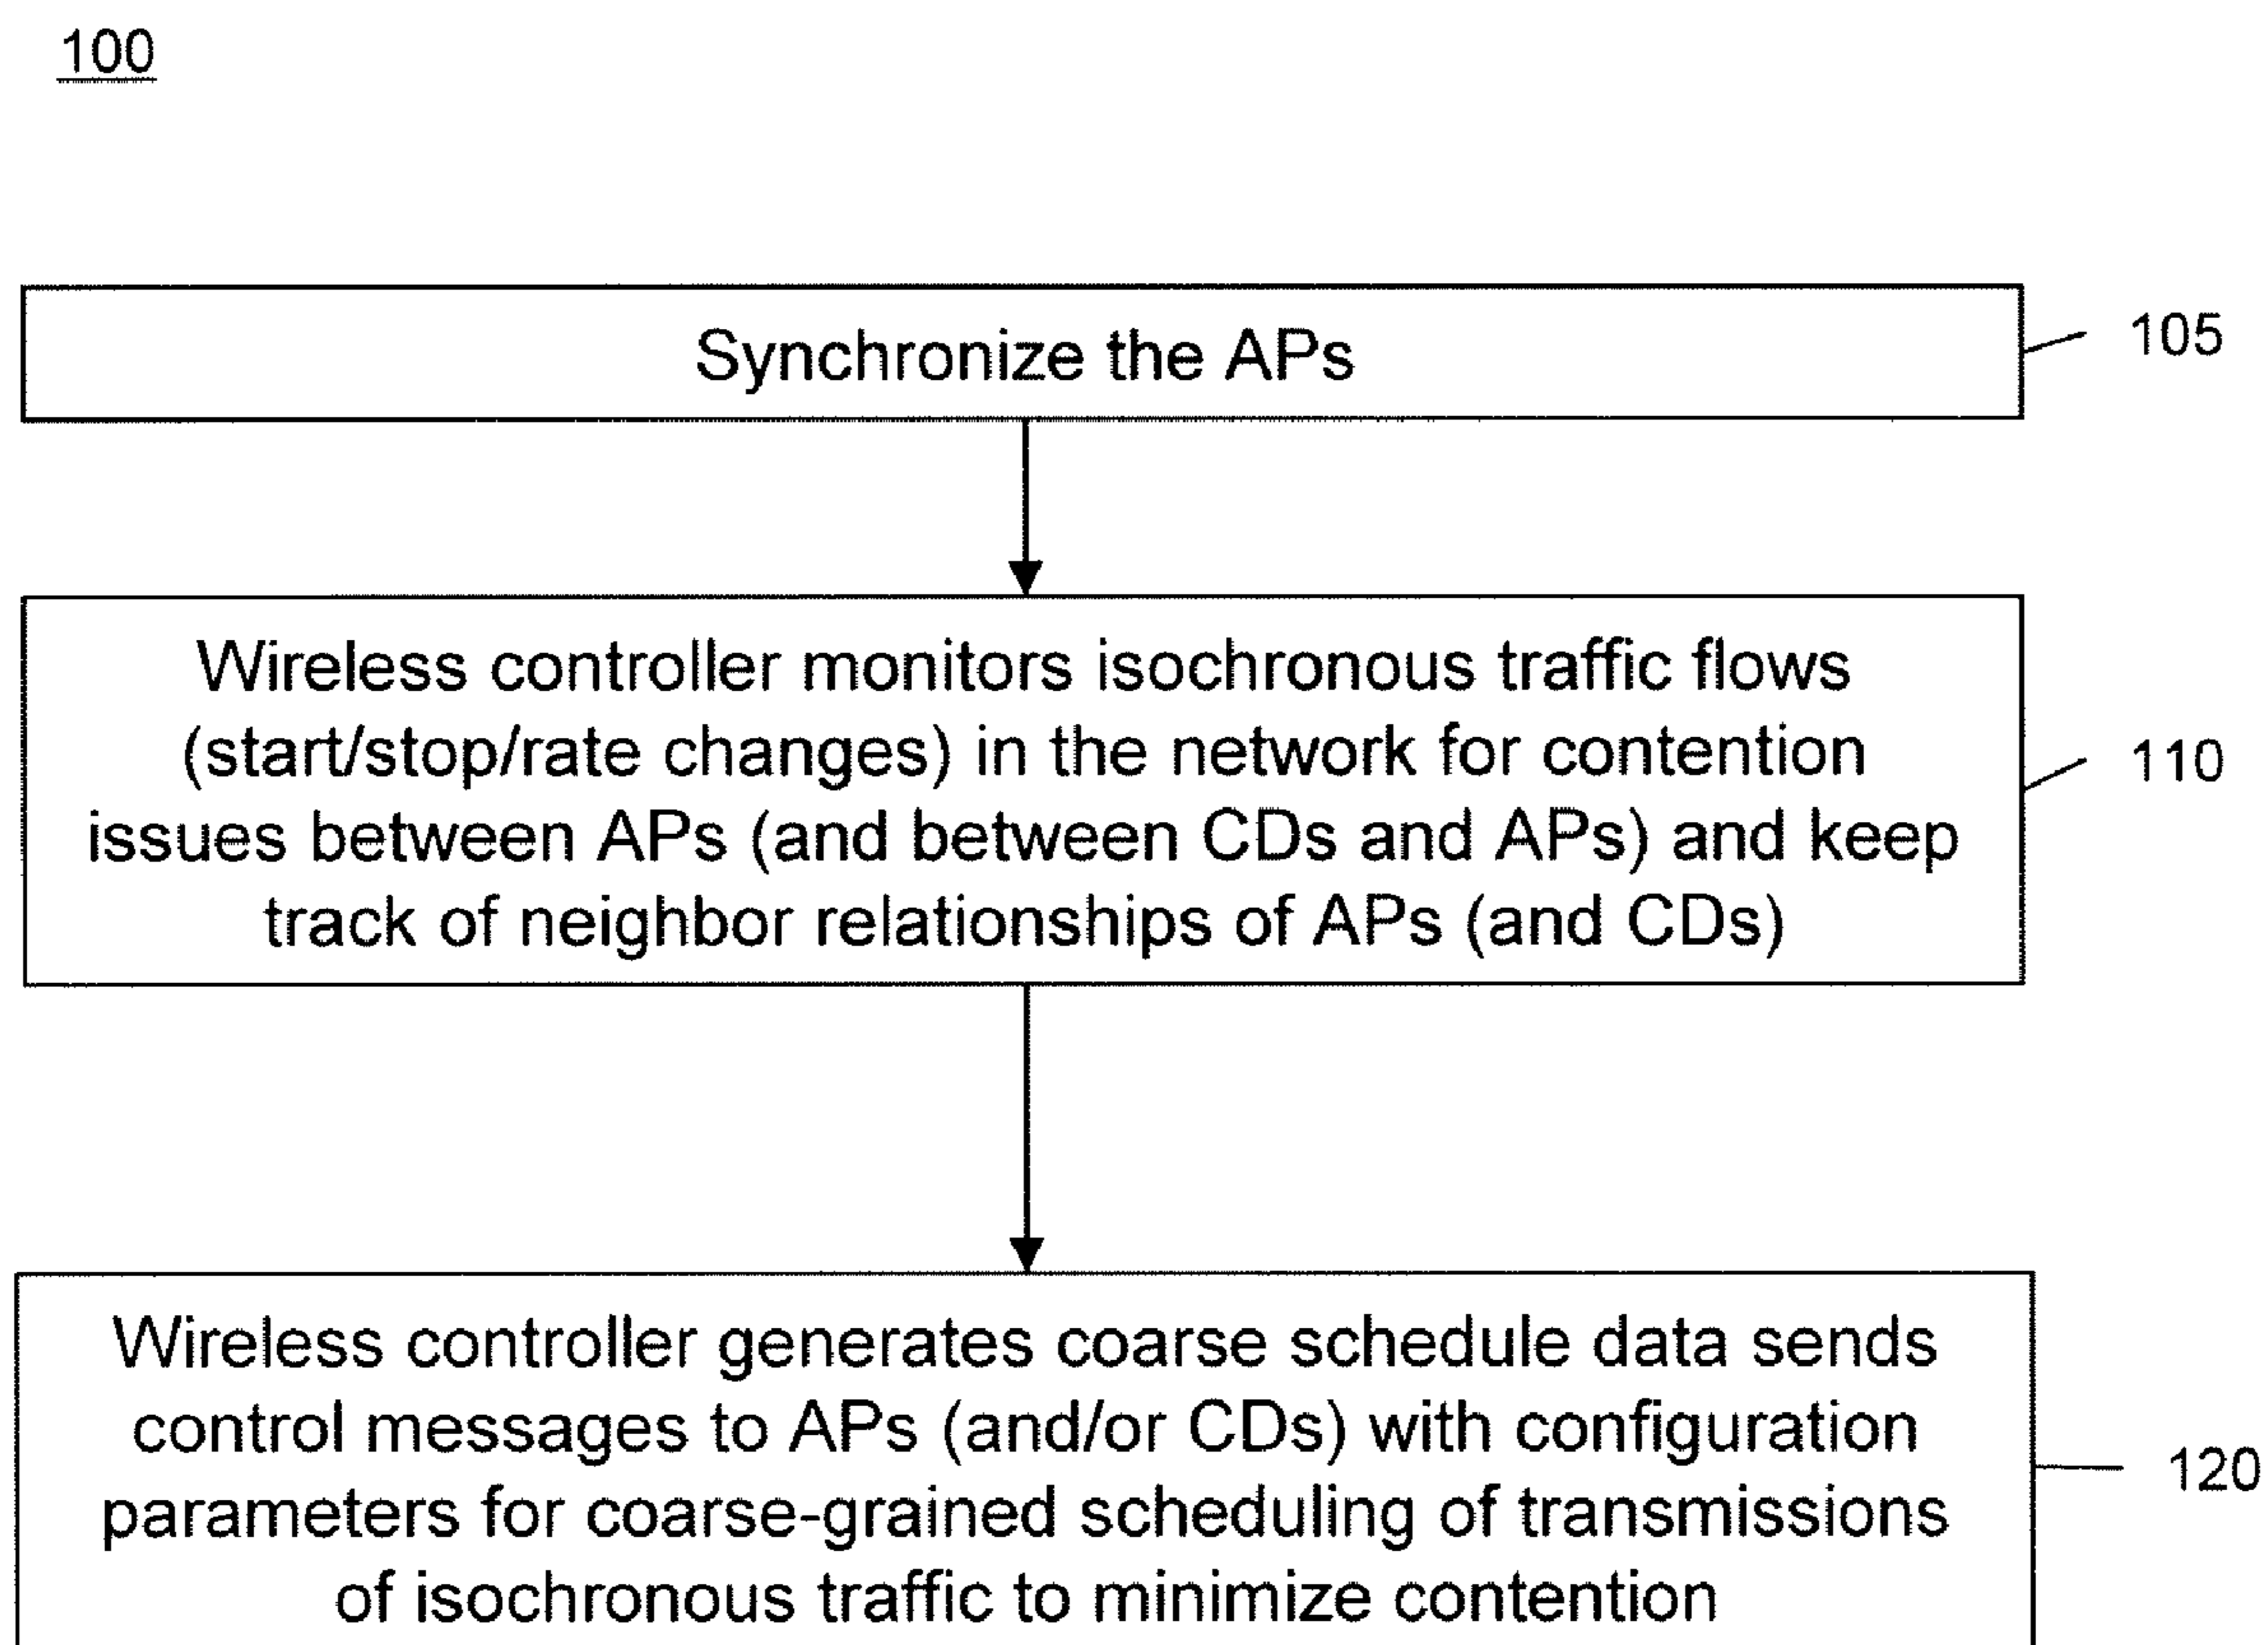 100
Synchronize the APs
105
Wireless controller monitors isochronous traffic flows
(start/stop/rate changes) in the network for contention
issues between APs (and between CDs and APs) and keep
track of neighbor relationships of APs (and CDs)
110
Wireless controller generates coarse schedule data sends
control messages to APs (and/or CDs) with configuration
parameters for coarse-grained scheduling of transmissions
of isochronous traffic to minimize contention
120